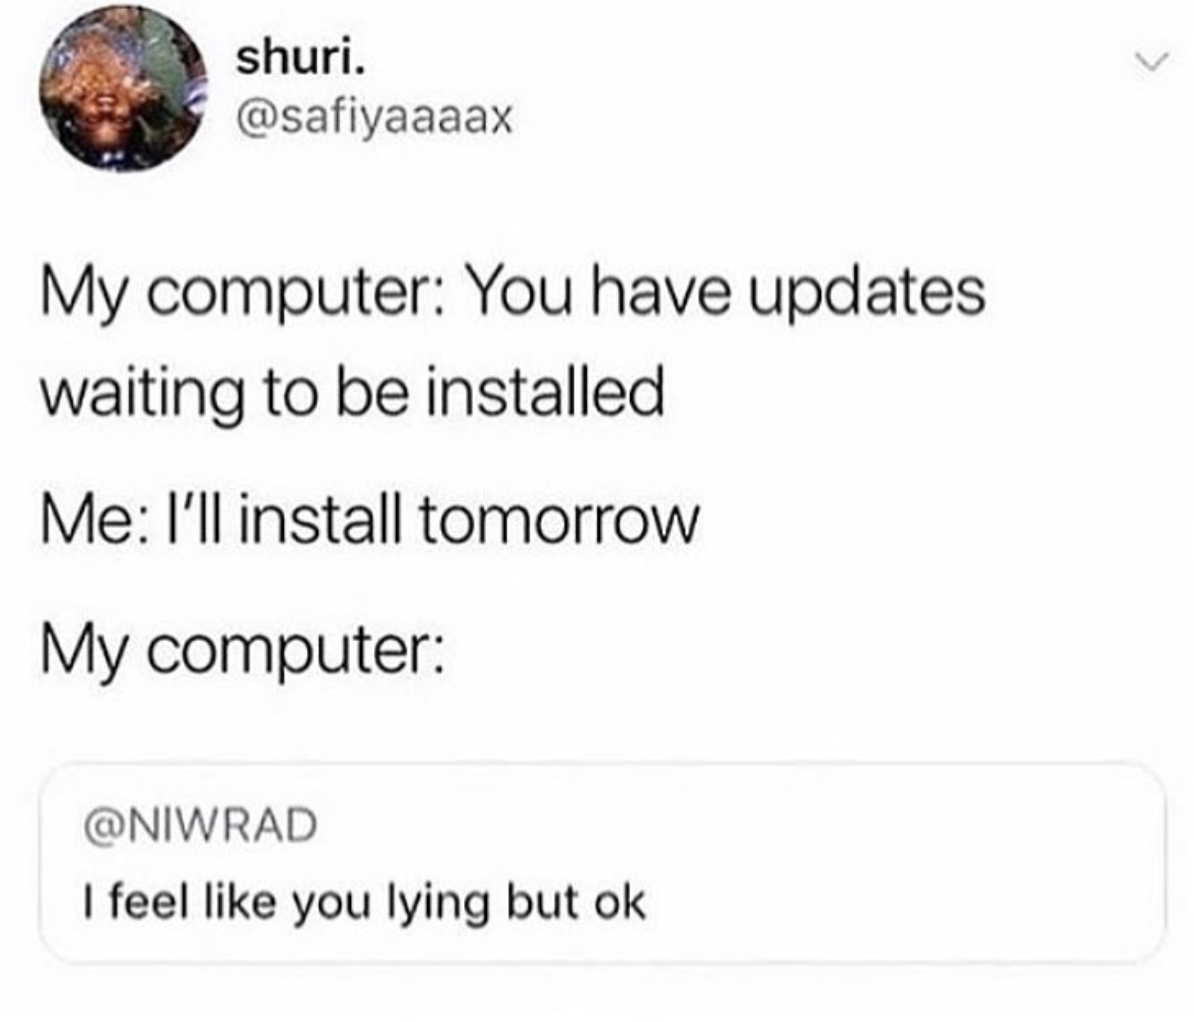 shuri.
@safiyaaaax
My computer: You have updates
waiting to be installed
Me: I'll install tomorrow
My computer:
@NIWRAD
I feel like you lying but ok